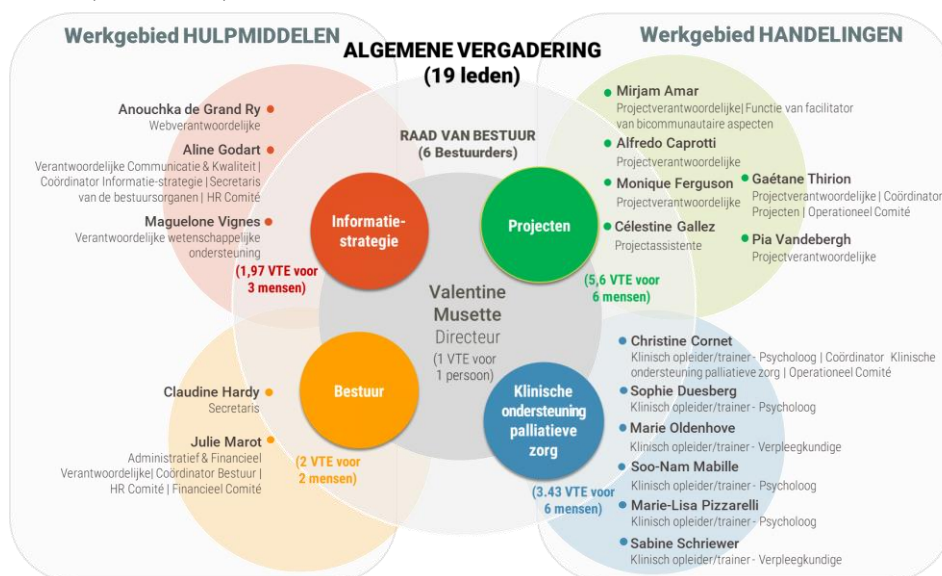 Werkgebied HULPMIDDELEN
ALGEMENE VERGADERING
(19 leden)
Werkgebied HANDELINGEN
RAAD VAN BESTUUR
(6 Bestuurders)
Anouchka de Grand Ry
Webverantwoordelijke
Aline Godart
Verantwoordelijke Communicatie & Kwaliteit |
Coördinator Informatie-strategie | Secretaris
van de bestuursorganen | HR Comité
Maguelone Vignes
Verantwoordelijke wetenschappelijke
ondersteuning
Informatie-
strategie
(1,97 VTE voor
3 mensen)
Projecten
Mirjam Amar
Projectverantwoordelijke| Functie van facilitator
van bicommunautaire aspecten
Alfredo Caprotti
Projectverantwoordelijke
Monique Ferguson
Projectverantwoordelijke
Célestine Gallez
Projectassistente
Gaétane Thirion
Projectverantwoordelijke | Coördinator
Projecten | Operationeel Comité
Pia Vandebergh
Projectverantwoordelijke
(5,6 VTE voor
6 mensen)
Valentine
Musette
Directeur
(1 VTE voor
1 persoon)
Bestuur
Claudine Hardy
Secretaris
Julie Marot
Administratief & Financieel
Verantwoordelijke| Coördinator Bestuur |
HR Comité | Financieel Comité
(2 VTE voor
2 mensen)
Klinische
ondersteuning
palliatieve
zorg
(3.43 VTE voor
6 mensen)
Christine Cornet
Klinisch opleider/trainer - Psycholoog | Coördinator Klinische
ondersteuning palliatieve zorg | Operationeel Comité
Sophie Duesberg
Klinisch opleider/trainer - Psycholoog
Marie Oldenhove
Klinisch opleider/trainer - Verpleegkundige
Soo-Nam Mabille
Klinisch opleider/trainer - Psycholoog
Marie-Lisa Pizzarelli
Klinisch opleider/trainer - Psycholoog
Sabine Schriewer
Klinisch opleider/trainer - Verpleegkundige